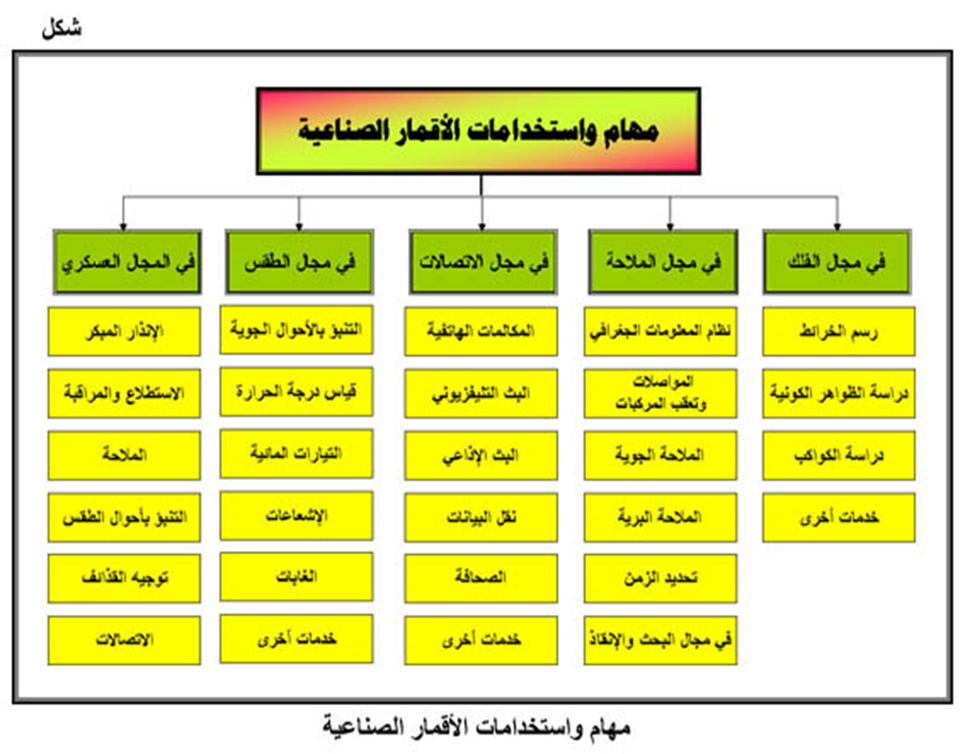 شكل
مهام واستخدامات الأقمار الصناعية
في مجال الفلك
رسم الخرائط
دراسة الظواهر الكونية
دراسة الكواكب
خدمات أخرى
في مجال الملاحة
نظام المعلومات الجغرافي
المواصلات
وتعقب المركبات
الملاحة الجوية
الملاحة البرية
تحديد الزمن
في مجال البحث والإنقاذ
في مجال الاتصالات
المكالمات الهاتفية
البث التليفزيوني
البث الإذاعي
نقل البيانات
الصحافة
خدمات أخرى
في مجال الطقس
التنبؤ بالأحوال الجوية
قياس درجة الحرارة
التيارات المائية
الإشعاعات
الغابات
خدمات أخرى
في المجال العسكري
الإنذار المبكر
الاستطلاع والمراقبة
الملاحة
التنبؤ بأحوال الطقس
توجيه القذائف
الاتصالات
مهام واستخدامات الأقمار الصناعية